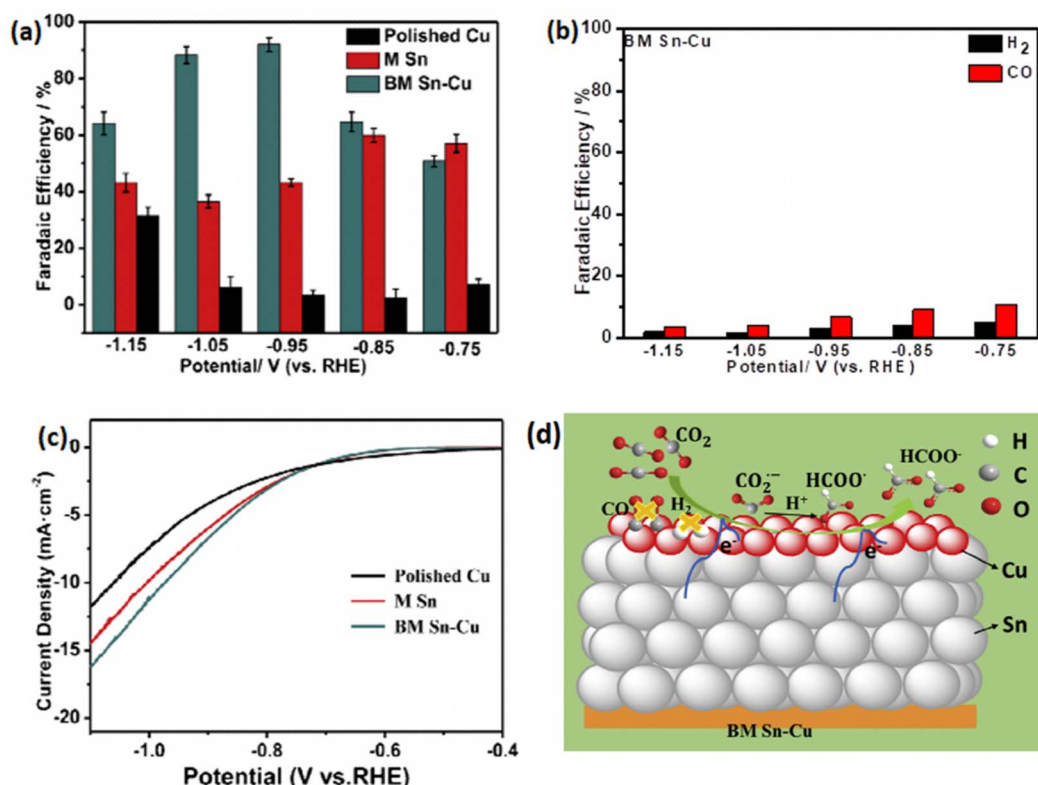 (a)
100
80
60
40
20
0
Faradaic Efficiency / %
Polished Cu
M Sn
BM Sn-Cu
-1.15
-1.05
-0.95
-0.85
-0.75
Potential/ V (vs. RHE)
(b)
100
80
60
40
20
0
Faradaic Efficiency / %
BM Sn-Cu
H₂
CO
-1.15
-1.05
-0.95
-0.85
-0.75
Potential/ V (vs. RHE)
(c)
0
-5
-10
-15
-20
Current Density (mA·cm⁻²)
Polished Cu
M Sn
BM Sn-Cu
-1.0
-0.8
-0.6
-0.4
Potential (V vs.RHE)
(d)
CO₂
HCOO⁻
H
C
O
CO₂·⁻
HCOO·
H⁺
CO
H₂
e⁻
e⁻
Cu
Sn
BM Sn-Cu